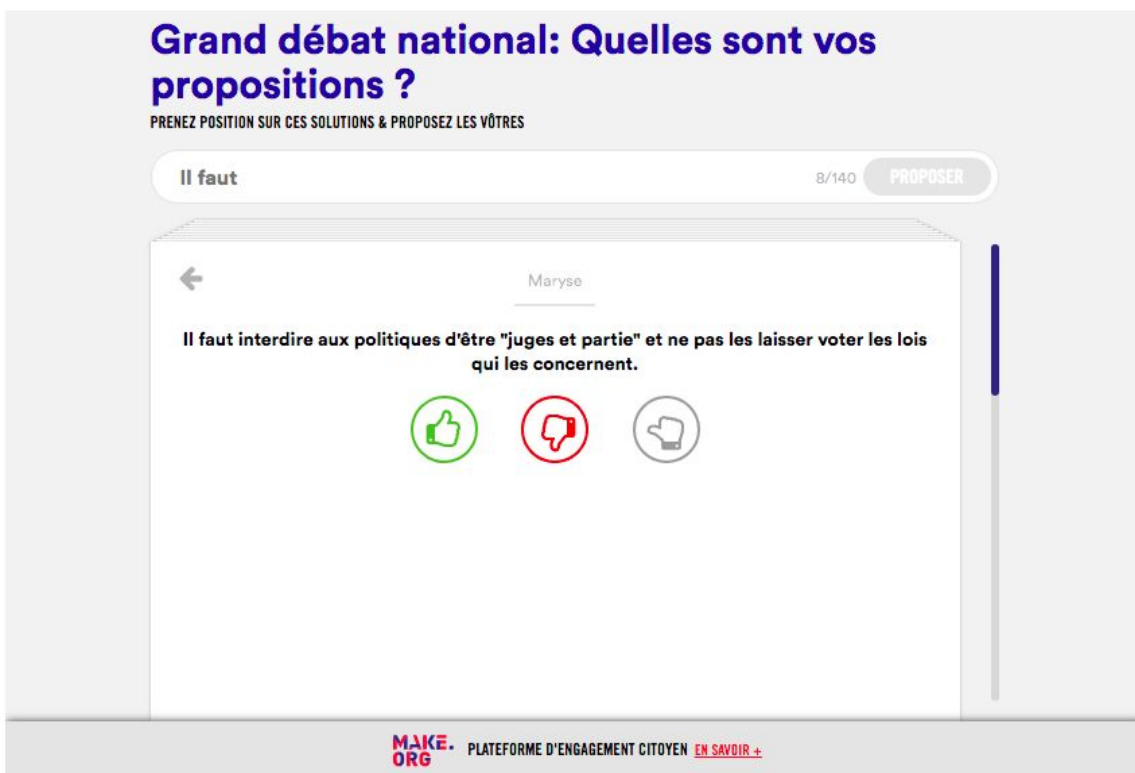 Grand débat national: Quelles sont vos
propositions ?
PRENEZ POSITION SUR CES SOLUTIONS & PROPOSEZ LES VÔTRES
Il faut 8/140 PROPOSER
Maryse
Il faut interdire aux politiques d'être "juges et partie" et ne pas les laisser voter les lois
qui les concernent.
MAKE.
ORG
PLATEFORME D'ENGAGEMENT CITOYEN EN SAVOIR +